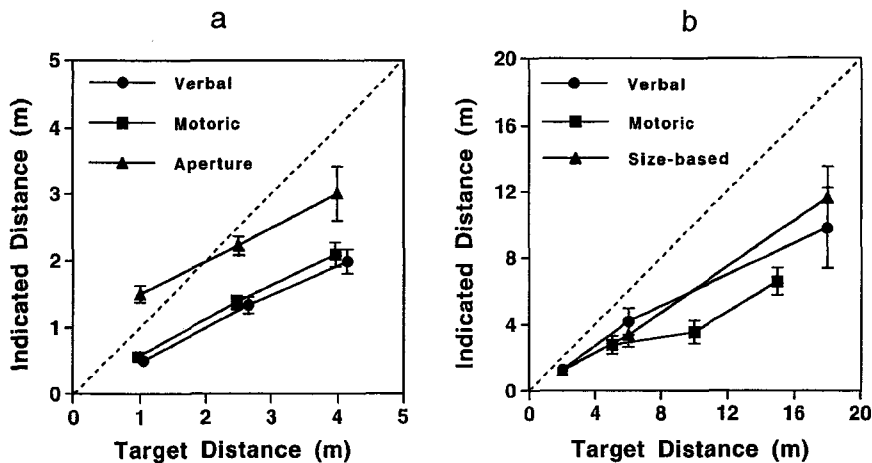 a
5
4
3
2
1
0
Indicated Distance (m)
Verbal
Motoric
Aperture
0 1 2 3 4 5
Target Distance (m)
b
20
16
12
8
4
0
Indicated Distance (m)
Verbal
Motoric
Size-based
0 4 8 12 16 20
Target Distance (m)